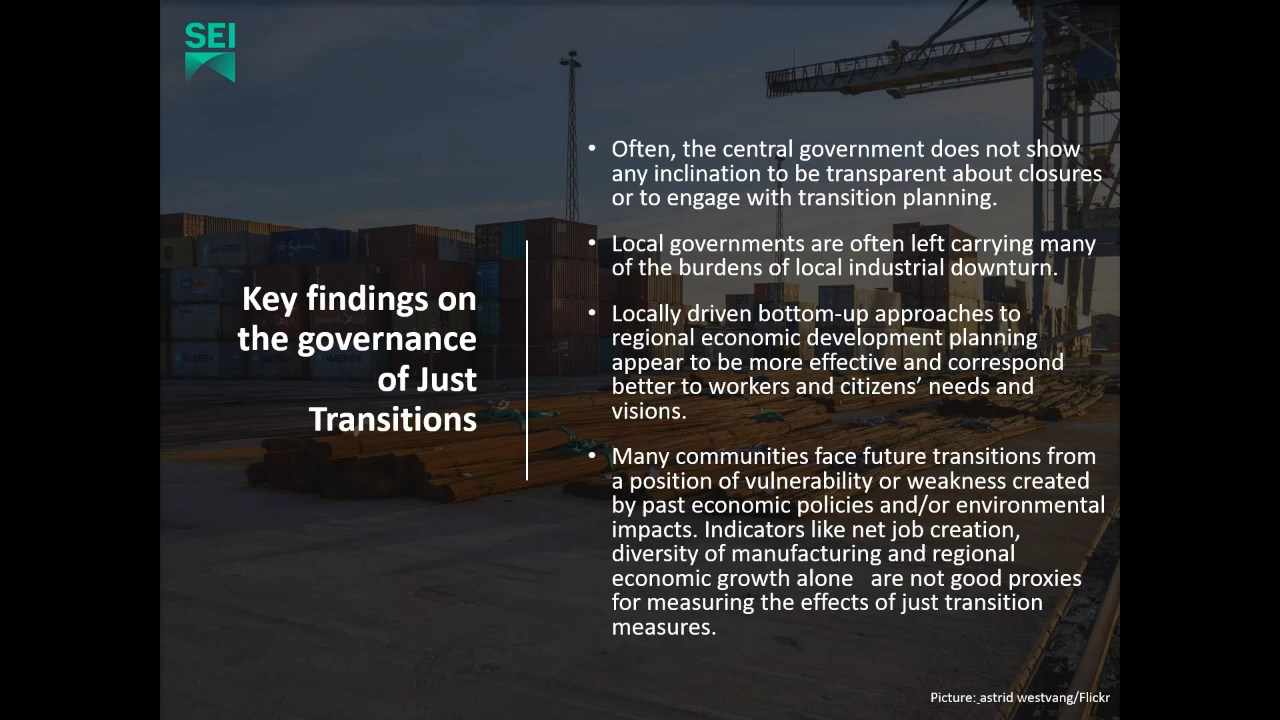 SEI
Key findings on
the governance
of Just
Transitions
• Often, the central government does not show
any inclination to be transparent about closures
or to engage with transition planning.
• Local governments are often left carrying many
of the burdens of local industrial downturn.
• Locally driven bottom-up approaches to
regional economic development planning
appear to be more effective and correspond
better to workers and citizens’ needs and
visions.
• Many communities face future transitions from
a position of vulnerability or weakness created
by past economic policies and/or environmental
impacts. Indicators like net job creation,
diversity of manufacturing and regional
economic growth alone   are not good proxies
for measuring the effects of just transition
measures.
Picture: astrid westvang/Flickr